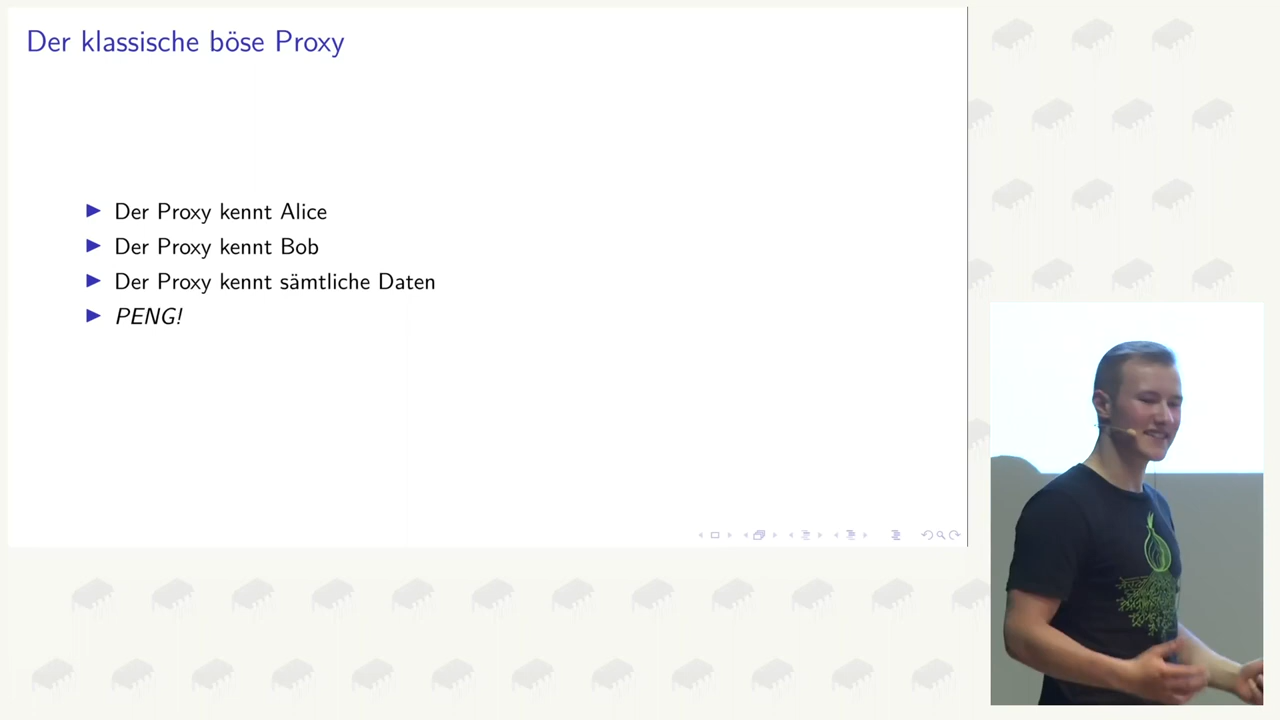 Der klassische böse Proxy
Der Proxy kennt Alice
Der Proxy kennt Bob
Der Proxy kennt sämtliche Daten
PENG!